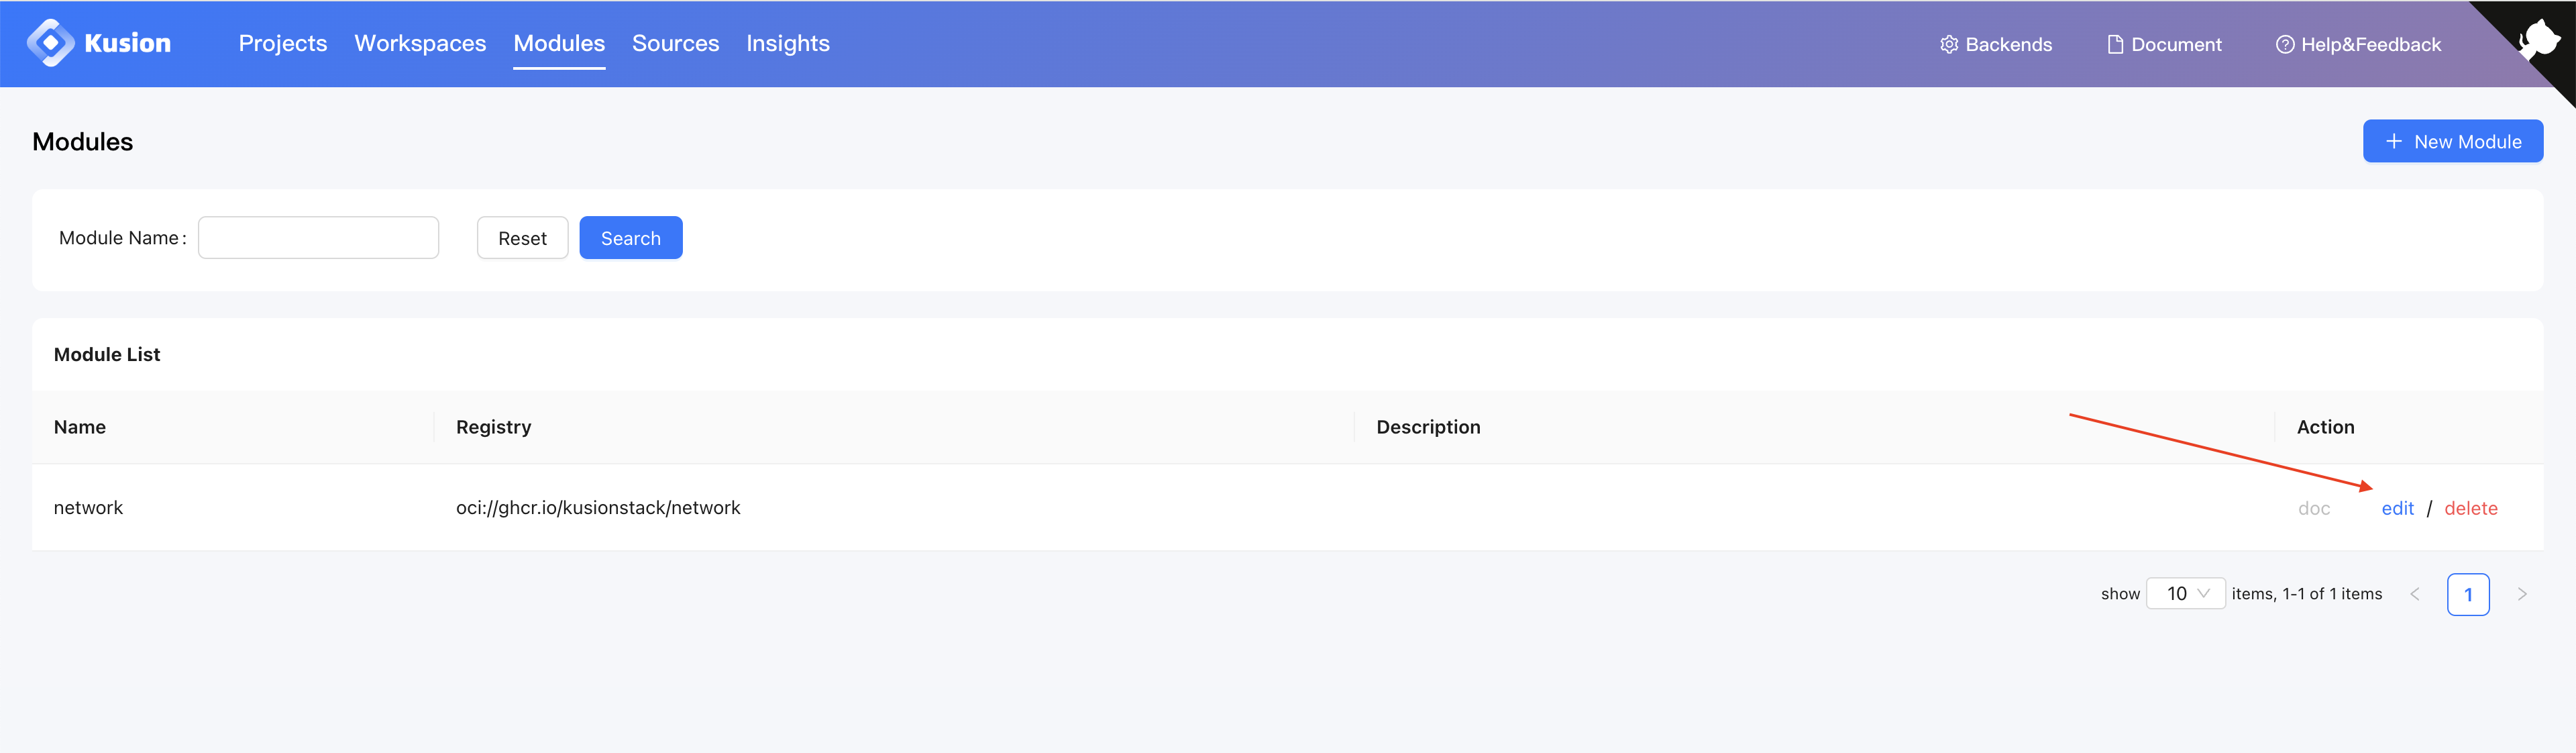 Kusion Projects Workspaces Modules Sources Insights Backends Document Help&Feedback
Modules
+ New Module
Module Name : Reset Search
Module List
Name Registry Description Action
network oci://ghcr.io/kusionstack/network doc edit / delete
show 10 items, 1-1 of 1 items < 1 >